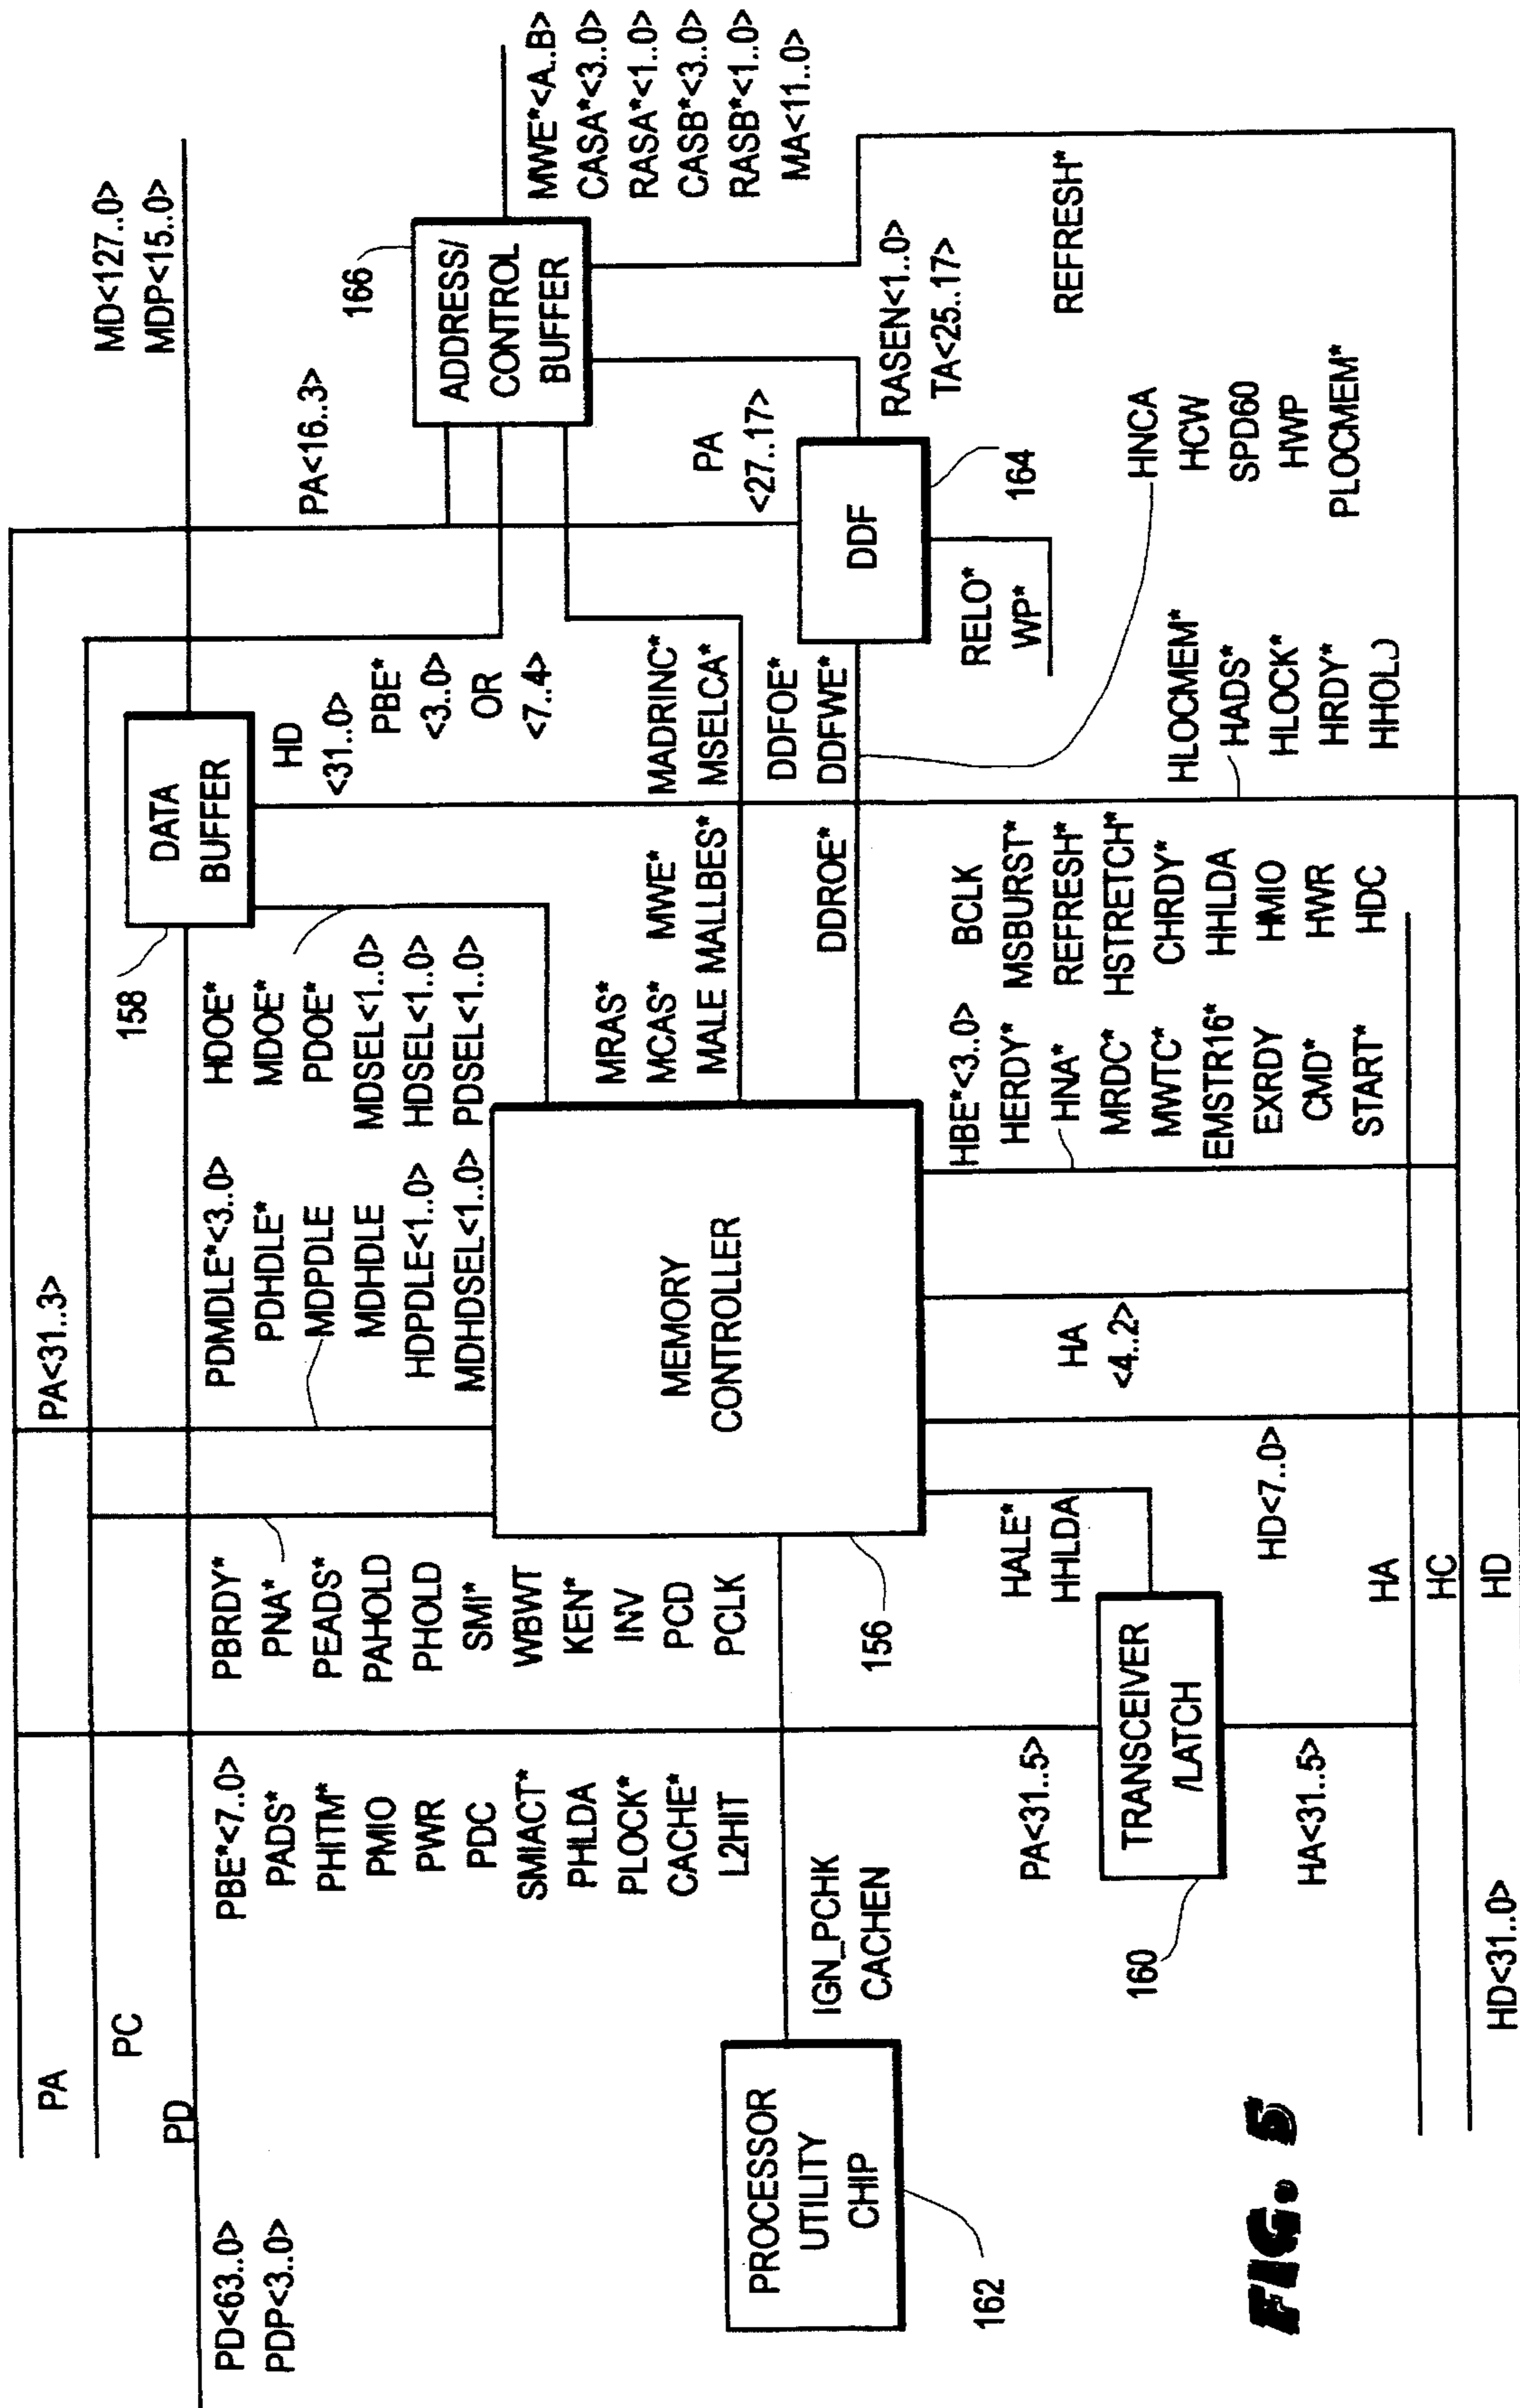 PA
PC
PD
PD<63..0>
PDP<3..0>
PA<31..3>
PBE*<7..0>
PADS*
PHITM*
PMIO
PWR
PDC
SMIACT*
PHLDA
PLOCK*
CACHE*
L2HIT
PBRDY*
PNA*
PEADS*
PAHOLD
PHOLD
SMI*
WBWT
KEN*
INV
PCD
PCLK
PDMDLE*<3..0>
PDHDLE*
MDPDLE
MDHDLE
HDPDLE<1..0>
MDHDSEL<1..0>
HDOE*
MDOE*
PDOE*
MDSEL<1..0>
HDSEL<1..0>
PDSEL<1..0>
158
DATA
BUFFER
HD
<31..0>
PBE*
<3..0>
OR
<7..4>
MD<127..0>
MDP<15..0>
PA<16..3>
166
ADDRESS/
CONTROL
BUFFER
MWE*<A..B>
CASA*<3..0>
RASA*<1..0>
CASB*<3..0>
RASB*<1..0>
MA<11..0>
PROCESSOR
UTILITY
CHIP
162
IGN_PCHK
CACHEN
MEMORY
CONTROLLER
156
MRAS*
MCAS*
MALE
MWE*
MALLBES*
MADRINC*
MSELCA*
DDROE*
DDFOE*
DDFWE*
PA
<27..17>
DDF
164
RELO*
WP*
RASEN<1..0>
TA<25..17>
REFRESH*
HNCA
HCW
SPD60
HWP
PLOCMEM*
PA<31..5>
TRANSCEIVER
/LATCH
160
HA<31..5>
HALE*
HHLDA
HD<7..0>
HA
<4..2>
HBE*<3..0>
HERDY*
HNA*
MRDC*
MWTC*
EMSTR16*
EXRDY
CMD*
START*
BCLK
MSBURST*
REFRESH*
HSTRETCH*
CHRDY*
HHLDA
HMIO
HWR
HDC
HLOCMEM*
HADS*
HLOCK*
HRDY*
HHOLD
HA
HC
HD
HD<31..0>
FIG. 5